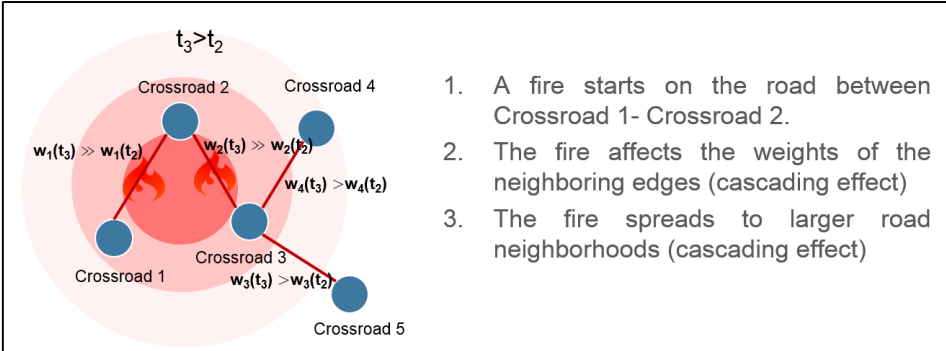 t₃>t₂
Crossroad 2
Crossroad 4
w₁(t₃) ≫ w₁(t₂)
w₂(t₃) ≫ w₂(t₂)
w₄(t₃) >w₄(t₂)
Crossroad 3
Crossroad 1
w₃(t₃) >w₃(t₂)
Crossroad 5
1. A fire starts on the road between
Crossroad 1- Crossroad 2.
2. The fire affects the weights of the
neighboring edges (cascading effect)
3. The fire spreads to larger road
neighborhoods (cascading effect)